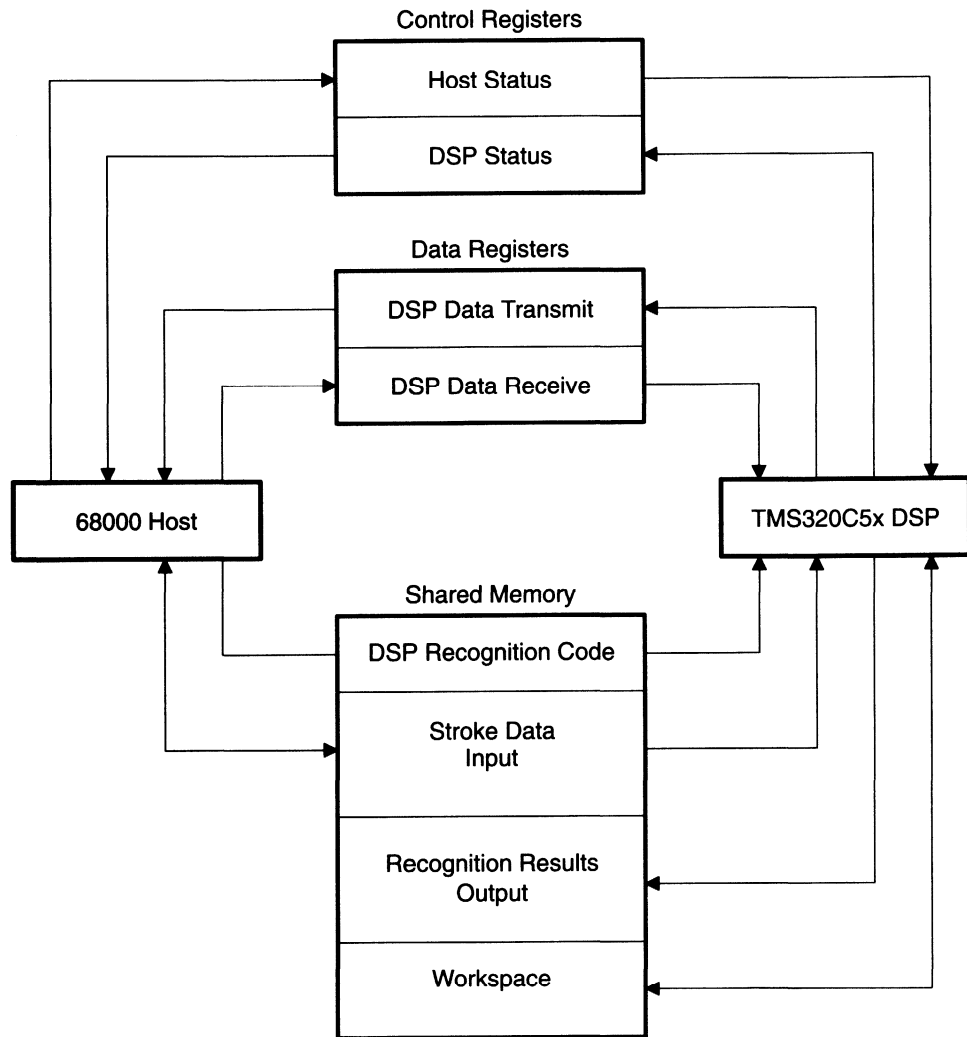 Control Registers
Host Status
DSP Status
Data Registers
DSP Data Transmit
DSP Data Receive
68000 Host
TMS320C5x DSP
Shared Memory
DSP Recognition Code
Stroke Data
Input
Recognition Results
Output
Workspace